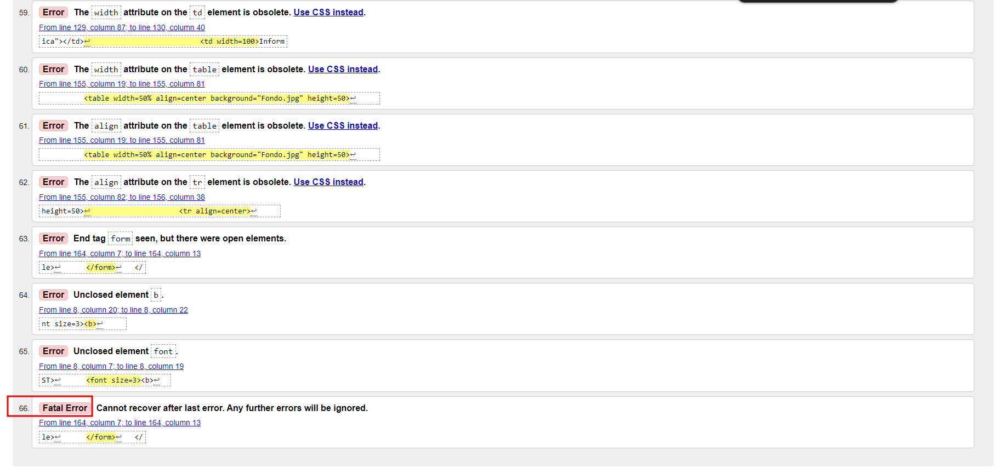 59. Error The width attribute on the td element is obsolete. Use CSS instead.
From line 129, column 87; to line 130, column 40
ica"></td>↩ <td width=100>Inform
60. Error The width attribute on the table element is obsolete. Use CSS instead.
From line 155, column 19; to line 155, column 81
<table width=50% align=center background="Fondo.jpg" height=50>↩
61. Error The align attribute on the table element is obsolete. Use CSS instead.
From line 155, column 19; to line 155, column 81
<table width=50% align=center background="Fondo.jpg" height=50>↩
62. Error The align attribute on the tr element is obsolete. Use CSS instead.
From line 155, column 82; to line 156, column 38
height=50>↩ <tr align=center>↩
63. Error End tag form seen, but there were open elements.
From line 164, column 7; to line 164, column 13
le>↩ </form>↩ </
64. Error Unclosed element b.
From line 8, column 20; to line 8, column 22
nt size=3><b>↩
65. Error Unclosed element font.
From line 8, column 7; to line 8, column 19
ST>↩ <font size=3><b>↩
66. Fatal Error Cannot recover after last error. Any further errors will be ignored.
From line 164, column 7; to line 164, column 13
le>↩ </form>↩ </